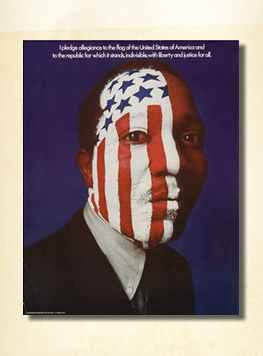 I pledge allegiance to the flag of the United States of America and
to the republic for which it stands, indivisible, with liberty and justice for all.